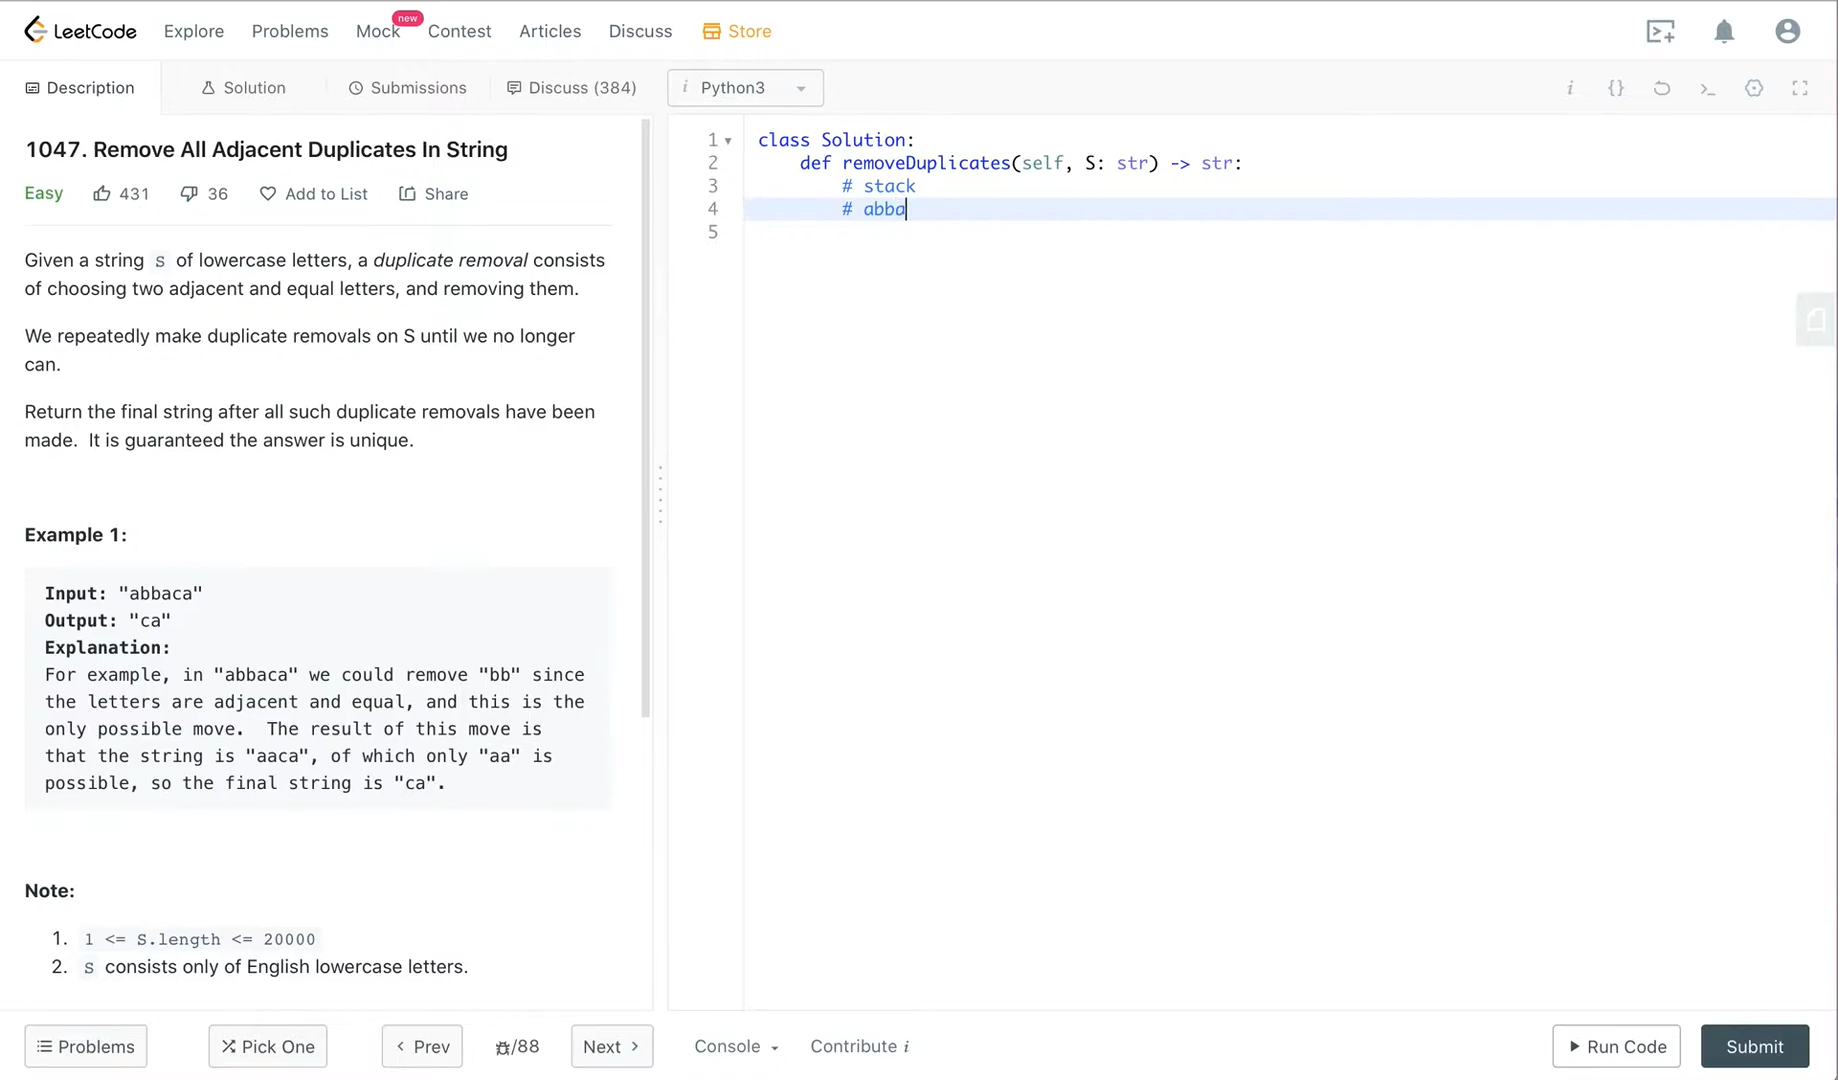 LeetCode Explore Problems Mock new Contest Articles Discuss Store
Description Solution Submissions Discuss (384) i Python3 i {} >_
1047. Remove All Adjacent Duplicates In String
Easy 431 36 Add to List Share
Given a string S of lowercase letters, a duplicate removal consists
of choosing two adjacent and equal letters, and removing them.
We repeatedly make duplicate removals on S until we no longer
can.
Return the final string after all such duplicate removals have been
made. It is guaranteed the answer is unique.
Example 1:
Input: "abbaca"
Output: "ca"
Explanation:
For example, in "abbaca" we could remove "bb" since
the letters are adjacent and equal, and this is the
only possible move. The result of this move is
that the string is "aaca", of which only "aa" is
possible, so the final string is "ca".
Note:
1. 1 <= S.length <= 20000
2. S consists only of English lowercase letters.
1 class Solution:
2 def removeDuplicates(self, S: str) -> str:
3 # stack
4 # abba
5
Problems Pick One < Prev /88 Next > Console Contribute i Run Code Submit